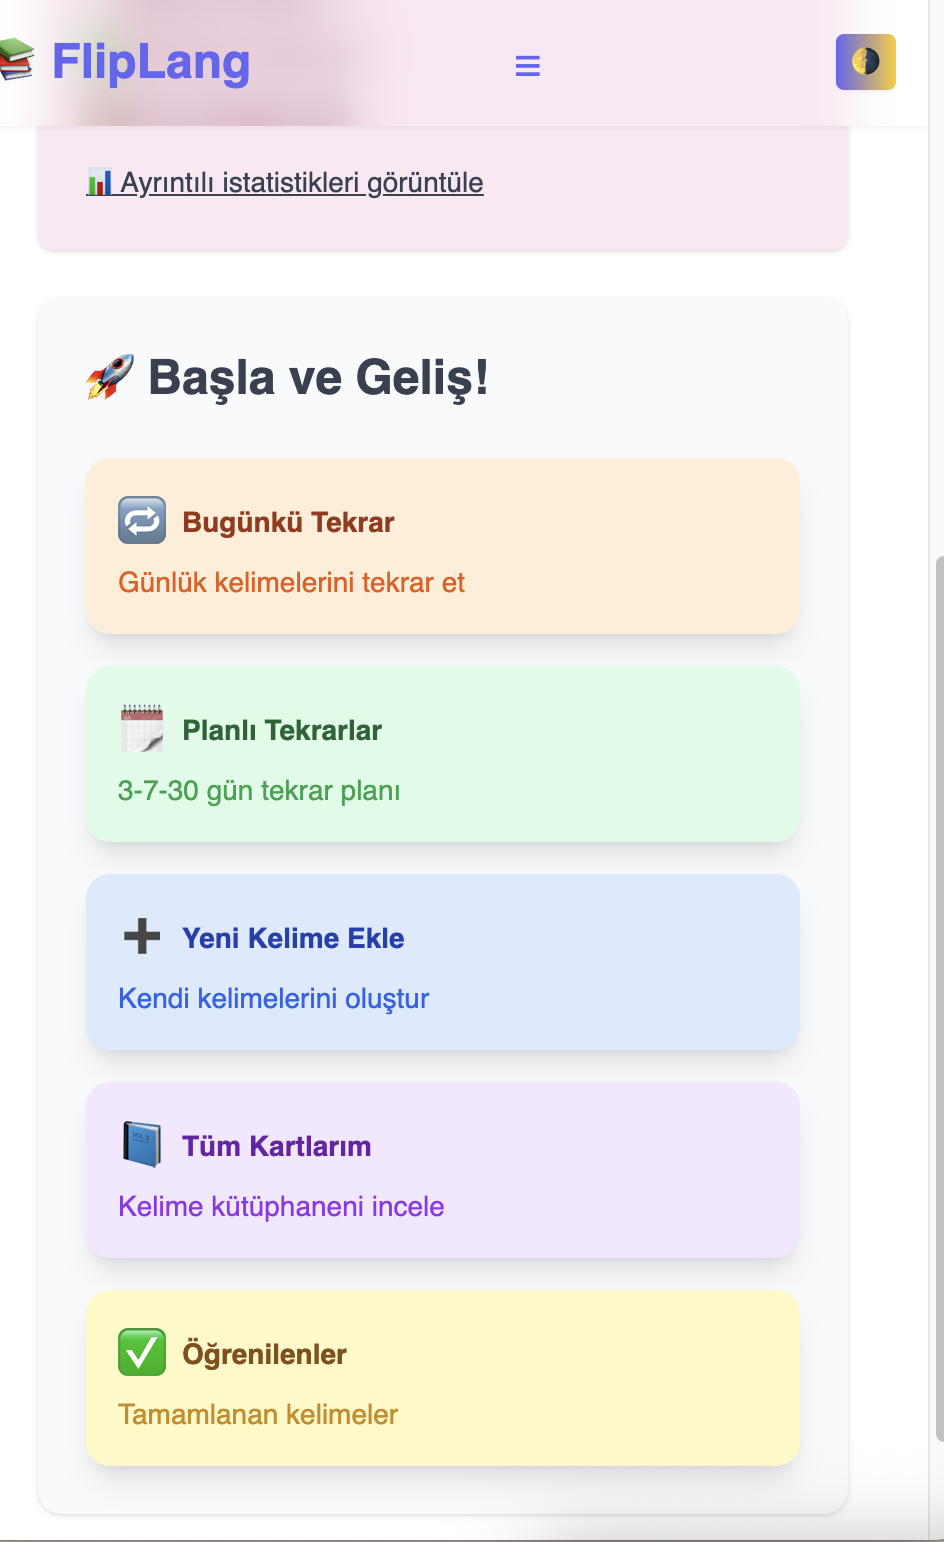 FlipLang
Ayrıntılı istatistikleri görüntüle
Başla ve Geliş!
Bugünkü Tekrar
Günlük kelimelerini tekrar et
Planlı Tekrarlar
3-7-30 gün tekrar planı
Yeni Kelime Ekle
Kendi kelimelerini oluştur
Tüm Kartlarım
Kelime kütüphaneni incele
Öğrenilenler
Tamamlanan kelimeler